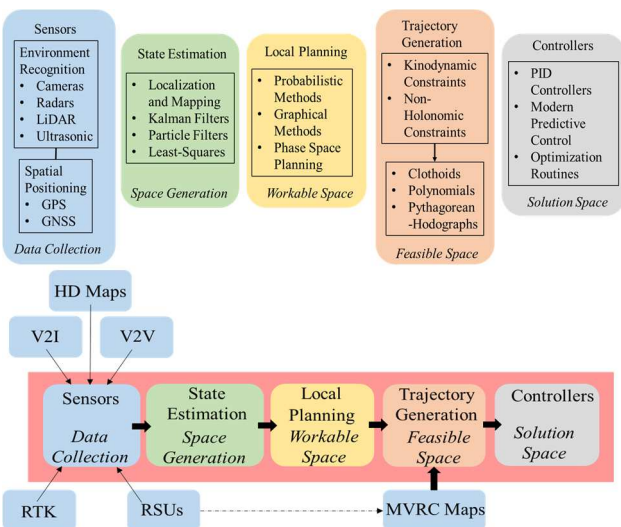 Sensors
Environment
Recognition
• Cameras
• Radars
• LiDAR
• Ultrasonic
Spatial
Positioning
• GPS
• GNSS
Data Collection
State Estimation
• Localization
and Mapping
• Kalman Filters
• Particle Filters
• Least-Squares
Space Generation
Local Planning
• Probabilistic
Methods
• Graphical
Methods
• Phase Space
Planning
Workable Space
Trajectory
Generation
• Kinodynamic
Constraints
• Non-
Holonomic
Constraints
• Clothoids
• Polynomials
• Pythagorean
-Hodographs
Feasible Space
Controllers
• PID
Controllers
• Modern
Predictive
Control
• Optimization
Routines
Solution Space
HD Maps
V2I
V2V
Sensors
Data
Collection
State
Estimation
Space
Generation
Local
Planning
Workable
Space
Trajectory
Generation
Feasible
Space
Controllers
Solution
Space
RTK
RSUs
MVRC Maps